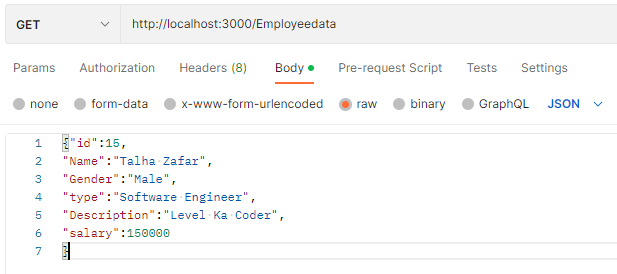 GET http://localhost:3000/Employeedata
Params Authorization Headers (8) Body Pre-request Script Tests Settings
none form-data x-www-form-urlencoded raw binary GraphQL JSON
1 {"id":15,
2 "Name":"Talha Zafar",
3 "Gender":"Male",
4 "type":"Software Engineer",
5 "Description":"Level Ka Coder",
6 "salary":150000
7 }